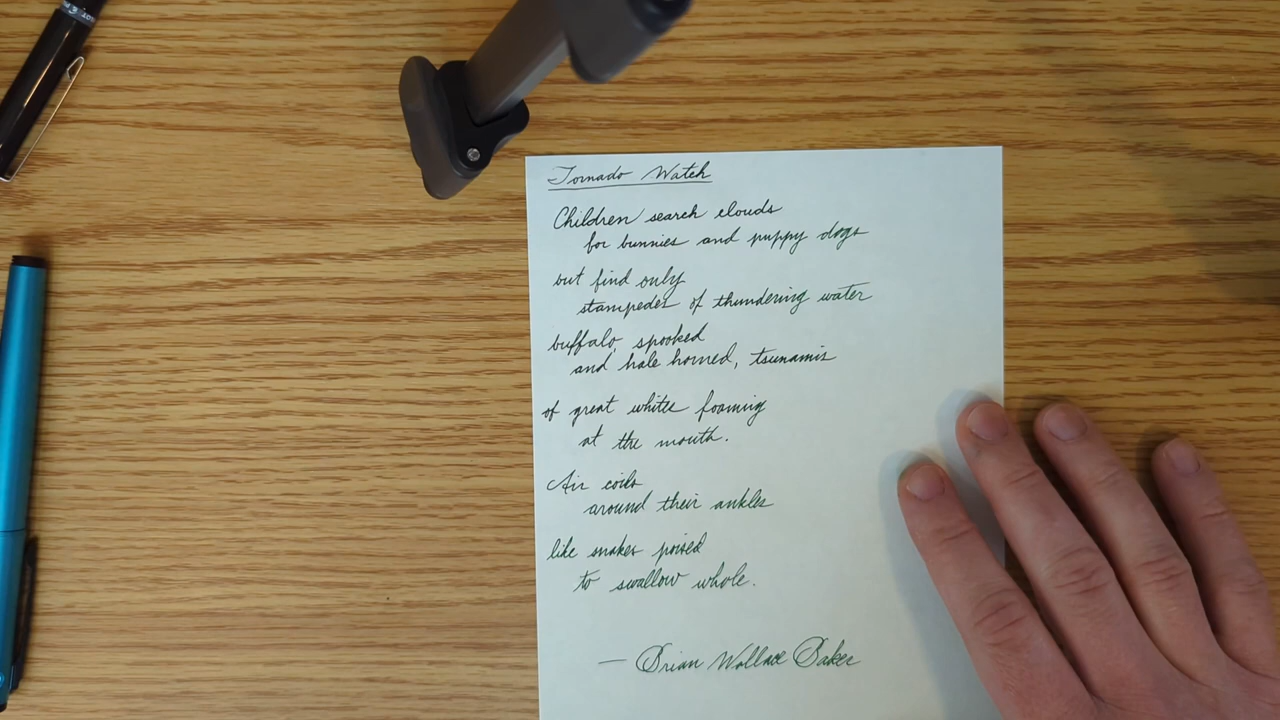 Tornado Watch
Children search clouds
for bunnies and puppy dogs
but find only
stampedes of thundering water
buffalo spooked
and hale horned, tsunamis
of great whites foaming
at the mouth.
Air coils
around their ankles
like snakes poised
to swallow whole.
— Brian Wallace Baker